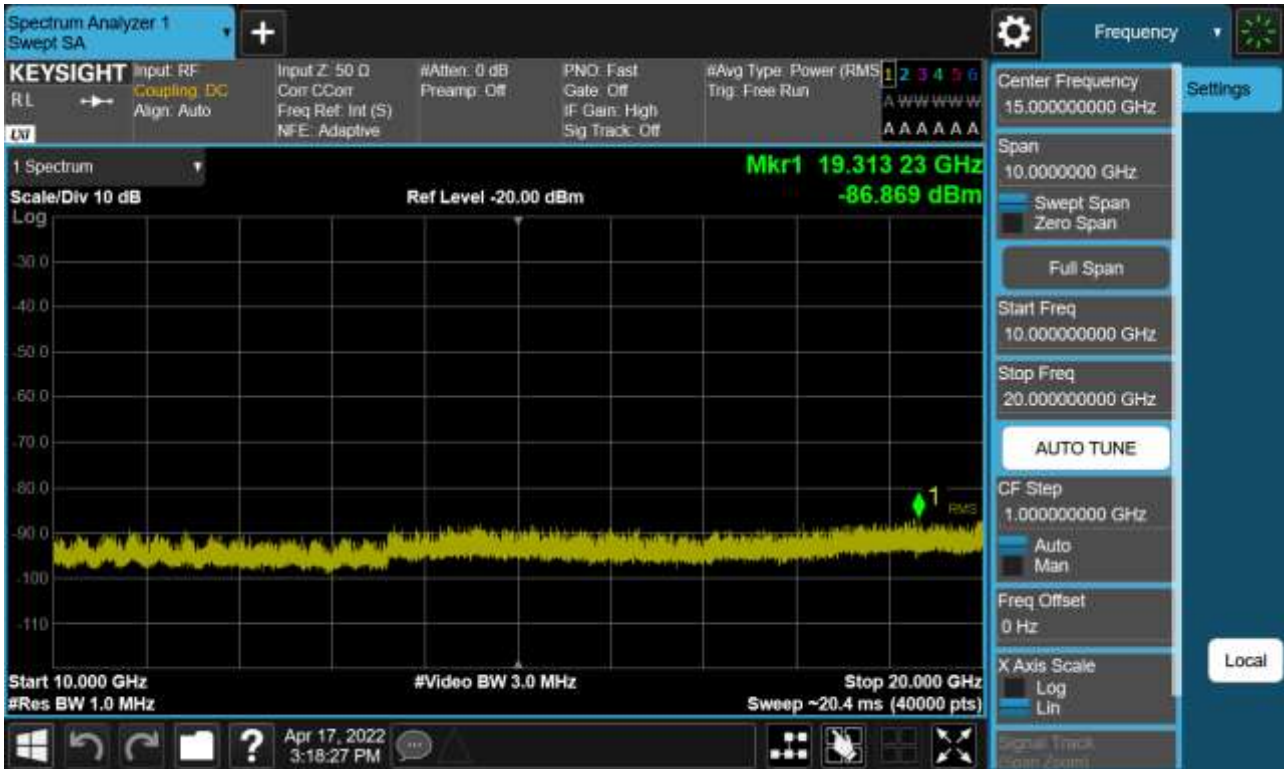 Spectrum Analyzer 1
Swept SA
+
Frequency
KEYSIGHT
RL
LXI
Input: RF
Coupling: DC
Align: Auto
Input Z: 50 Ω
Corr CCorr
Freq Ref: Int (S)
NFE: Adaptive
#Atten: 0 dB
Preamp: Off
PNO: Fast
Gate: Off
IF Gain: High
Sig Track: Off
#Avg Type: Power (RMS
Trig: Free Run
1 2 3 4 5 6
A W W W W W
A A A A A A
1 Spectrum
Scale/Div 10 dB
Ref Level -20.00 dBm
Mkr1 19.313 23 GHz
-86.869 dBm
Log
-30.0
-40.0
-50.0
-60.0
-70.0
-80.0
-90.0
-100
-110
1
RMS
Start 10.000 GHz
#Res BW 1.0 MHz
#Video BW 3.0 MHz
Stop 20.000 GHz
Sweep ~20.4 ms (40000 pts)
Center Frequency
15.000000000 GHz
Span
10.0000000 GHz
Swept Span
Zero Span
Full Span
Start Freq
10.000000000 GHz
Stop Freq
20.000000000 GHz
AUTO TUNE
CF Step
1.000000000 GHz
Auto
Man
Freq Offset
0 Hz
X Axis Scale
Log
Lin
Signal Track
(Span Zoom)
Settings
Local
?
Apr 17, 2022
3:18:27 PM